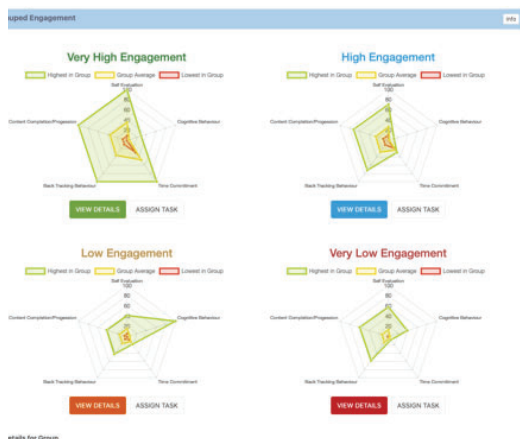 ouped Engagement
Info
Very High Engagement
Highest in Group Group Average Lowest in Group
Self Evaluation
100
80
60
40
20
Content Completion/Progession
Cognitive Behaviour
Back Tracking Behaviour
Time Commitment
VIEW DETAILS ASSIGN TASK
High Engagement
Highest in Group Group Average Lowest in Group
Self Evaluation
100
80
60
40
20
Content Completion/Progession
Cognitive Behaviour
Back Tracking Behaviour
Time Commitment
VIEW DETAILS ASSIGN TASK
Low Engagement
Highest in Group Group Average Lowest in Group
Self Evaluation
100
80
60
40
20
Content Completion/Progession
Cognitive Behaviour
Back Tracking Behaviour
Time Commitment
VIEW DETAILS ASSIGN TASK
Very Low Engagement
Highest in Group Group Average Lowest in Group
Self Evaluation
100
80
60
40
20
Content Completion/Progession
Cognitive Behaviour
Back Tracking Behaviour
Time Commitment
VIEW DETAILS ASSIGN TASK
etails for Group